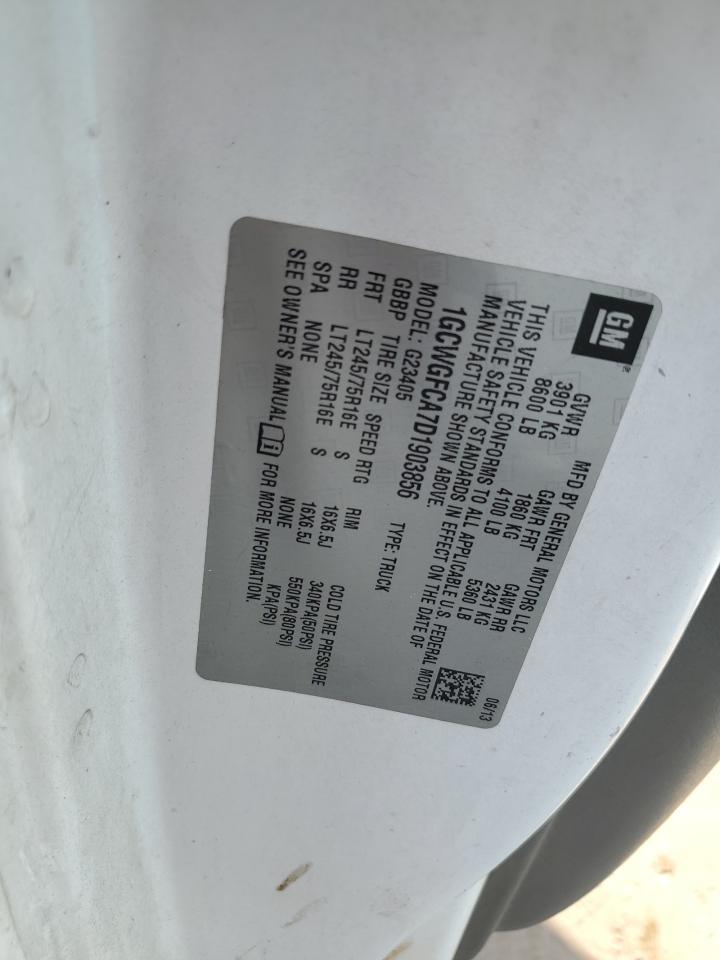 GM
TM
MFD BY GENERAL MOTORS LLC 06/13
GVWR GAWR FRT GAWR RR
3901 KG 1860 KG 2431 KG
8600 LB 4100 LB 5360 LB
THIS VEHICLE CONFORMS TO ALL APPLICABLE U.S. FEDERAL MOTOR
VEHICLE SAFETY STANDARDS IN EFFECT ON THE DATE OF
MANUFACTURE SHOWN ABOVE.
1GCWGFCA7D1903856 TYPE: TRUCK
MODEL: G23405
GBBP TIRE SIZE SPEED RTG RIM COLD TIRE PRESSURE
FRT LT245/75R16E S 16X6.5J 340KPA(50PSI)
RR LT245/75R16E S 16X6.5J 550KPA(80PSI)
SPA NONE NONE KPA(PSI)
SEE OWNER'S MANUAL FOR MORE INFORMATION.